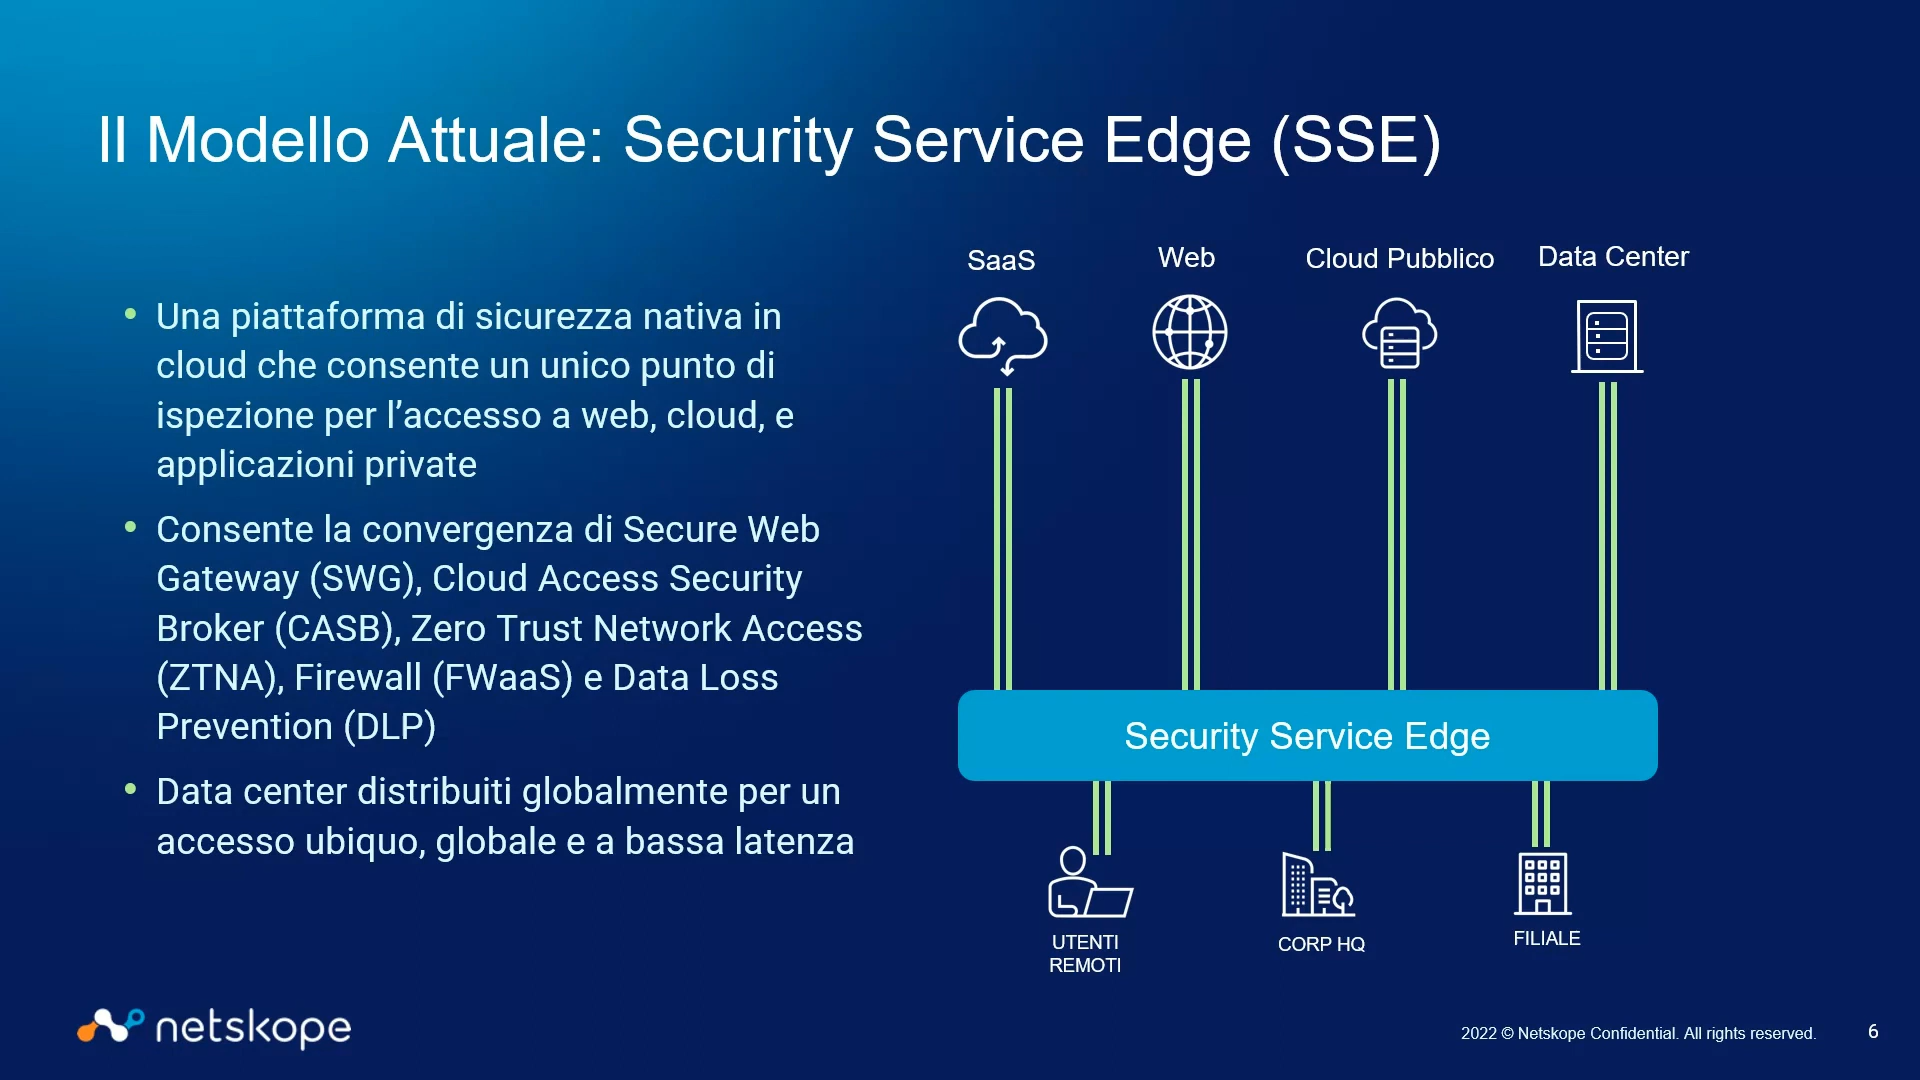 Il Modello Attuale: Security Service Edge (SSE)
Una piattaforma di sicurezza nativa in
cloud che consente un unico punto di
ispezione per l’accesso a web, cloud, e
applicazioni private
Consente la convergenza di Secure Web
Gateway (SWG), Cloud Access Security
Broker (CASB), Zero Trust Network Access
(ZTNA), Firewall (FWaaS) e Data Loss
Prevention (DLP)
Data center distribuiti globalmente per un
accesso ubiquo, globale e a bassa latenza
SaaS
Web
Cloud Pubblico
Data Center
Security Service Edge
UTENTI
REMOTI
CORP HQ
FILIALE
netskope
2022 © Netskope Confidential. All rights reserved.
6